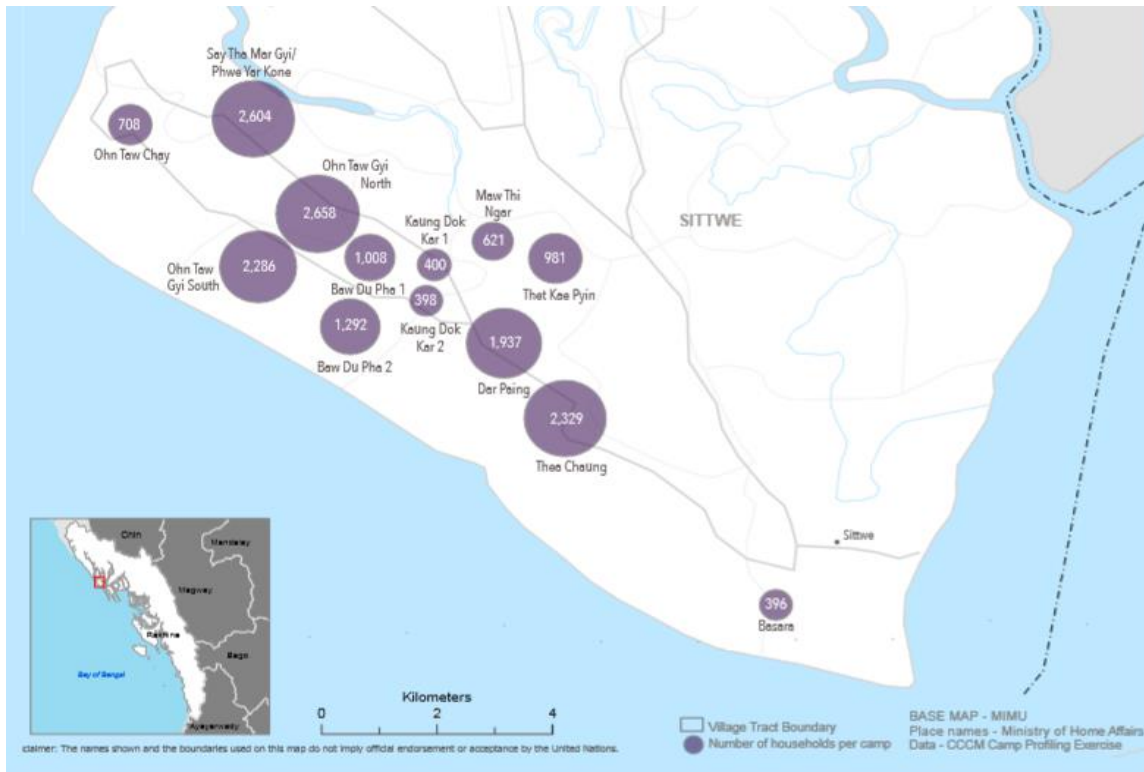 Say Tha Mar Gyi/
Phwe Yar Kone
2,604
708
Ohn Taw Chay
Ohn Taw Gyi
North
2,658
Maw Thi
Ngar
621
Kaung Dok
Kar 1
400
981
Thet Kae Pyin
SITTWE
1,008
Baw Du Pha 1
2,286
Ohn Taw
Gyi South
398
Kaung Dok
Kar 2
1,292
Baw Du Pha 2
1,937
Dar Paing
2,329
Thea Chaung
Sittwe
396
Basara
Chin
Mandalay
Magway
Rakhine
Bago
Bay of Bengal
Ayeyarwady
Kilometers
0 2 4
Village Tract Boundary
Number of households per camp
BASE MAP - MIMU
Place names - Ministry of Home Affairs
Data - CCCM Camp Profiling Exercise
claimer: The names shown and the boundaries used on this map do not imply official endorsement or acceptance by the United Nations.